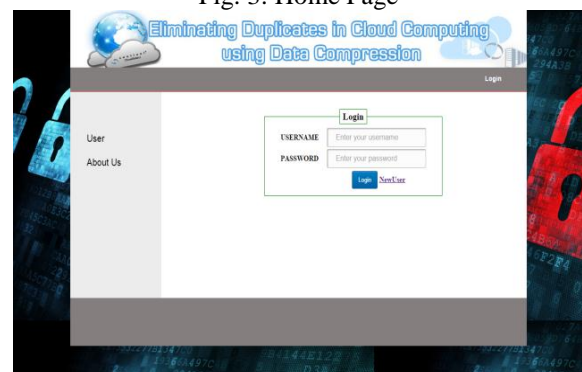 Fig. 3. Home Page
Eliminating Duplicates in Cloud Computing
using Data Compression
Login
User
About Us
Login
USERNAME Enter your username
PASSWORD Enter your password
Login NewUser